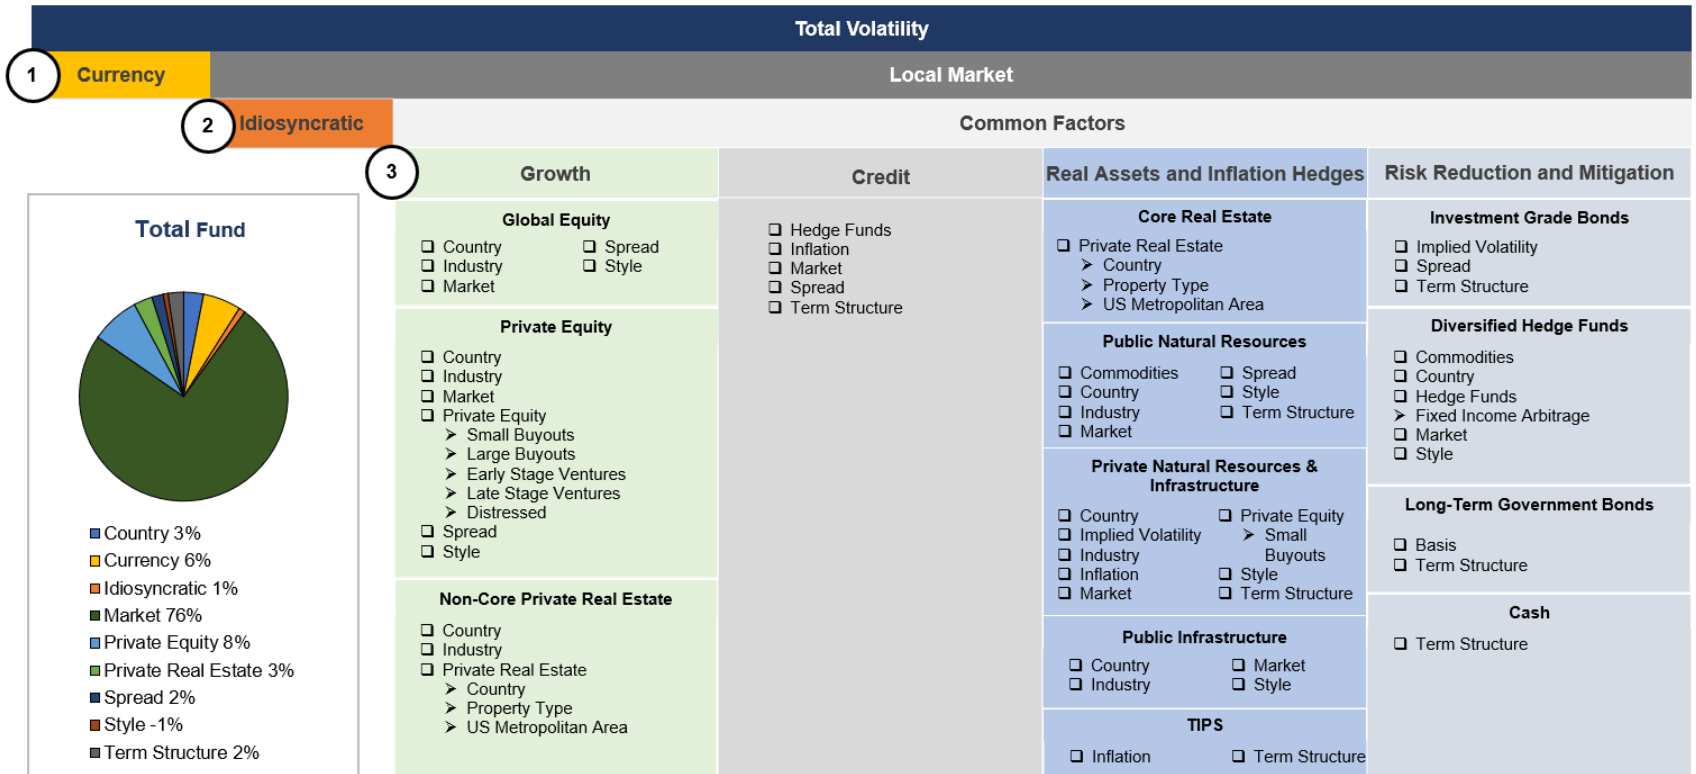 Total Volatility
1 Currency
Local Market
2 Idiosyncratic
Common Factors
3
Growth
Credit
Real Assets and Inflation Hedges
Risk Reduction and Mitigation
Total Fund
Country 3%
Currency 6%
Idiosyncratic 1%
Market 76%
Private Equity 8%
Private Real Estate 3%
Spread 2%
Style -1%
Term Structure 2%
Global Equity
Country
Industry
Market
Spread
Style
Private Equity
Country
Industry
Market
Private Equity
Small Buyouts
Large Buyouts
Early Stage Ventures
Late Stage Ventures
Distressed
Spread
Style
Non-Core Private Real Estate
Country
Industry
Private Real Estate
Country
Property Type
US Metropolitan Area
Hedge Funds
Inflation
Market
Spread
Term Structure
Core Real Estate
Private Real Estate
Country
Property Type
US Metropolitan Area
Public Natural Resources
Commodities
Country
Industry
Market
Spread
Style
Term Structure
Private Natural Resources &
Infrastructure
Country
Implied Volatility
Industry
Inflation
Market
Private Equity
Small
Buyouts
Style
Term Structure
Public Infrastructure
Country
Industry
Market
Style
TIPS
Inflation
Term Structure
Investment Grade Bonds
Implied Volatility
Spread
Term Structure
Diversified Hedge Funds
Commodities
Country
Hedge Funds
Fixed Income Arbitrage
Market
Style
Long-Term Government Bonds
Basis
Term Structure
Cash
Term Structure